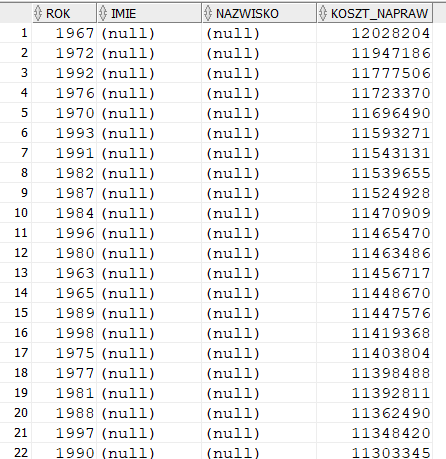 ROK IMIE NAZWISKO KOSZT_NAPRAW
1 1967 (null) (null) 12028204
2 1972 (null) (null) 11947186
3 1992 (null) (null) 11777506
4 1976 (null) (null) 11723370
5 1970 (null) (null) 11696490
6 1993 (null) (null) 11593271
7 1991 (null) (null) 11543131
8 1982 (null) (null) 11539655
9 1987 (null) (null) 11524928
10 1984 (null) (null) 11470909
11 1996 (null) (null) 11465470
12 1980 (null) (null) 11463486
13 1963 (null) (null) 11456717
14 1965 (null) (null) 11448670
15 1989 (null) (null) 11447576
16 1998 (null) (null) 11419368
17 1975 (null) (null) 11403804
18 1977 (null) (null) 11398488
19 1981 (null) (null) 11392811
20 1988 (null) (null) 11362490
21 1997 (null) (null) 11348420
22 1990 (null) (null) 11303345